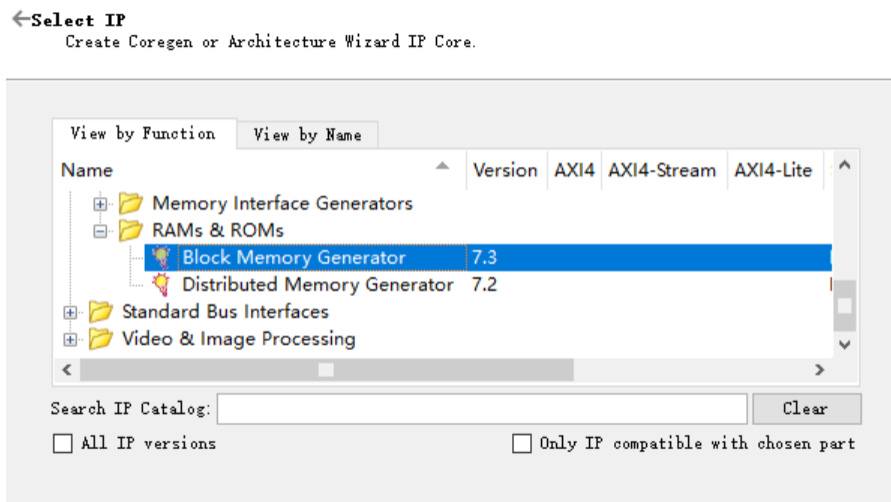 Select IP
Create Coregen or Architecture Wizard IP Core.
View by Function View by Name
Name Version AXI4 AXI4-Stream AXI4-Lite
Memory Interface Generators
RAMs & ROMs
Block Memory Generator 7.3
Distributed Memory Generator 7.2
Standard Bus Interfaces
Video & Image Processing
Search IP Catalog: Clear
All IP versions Only IP compatible with chosen part